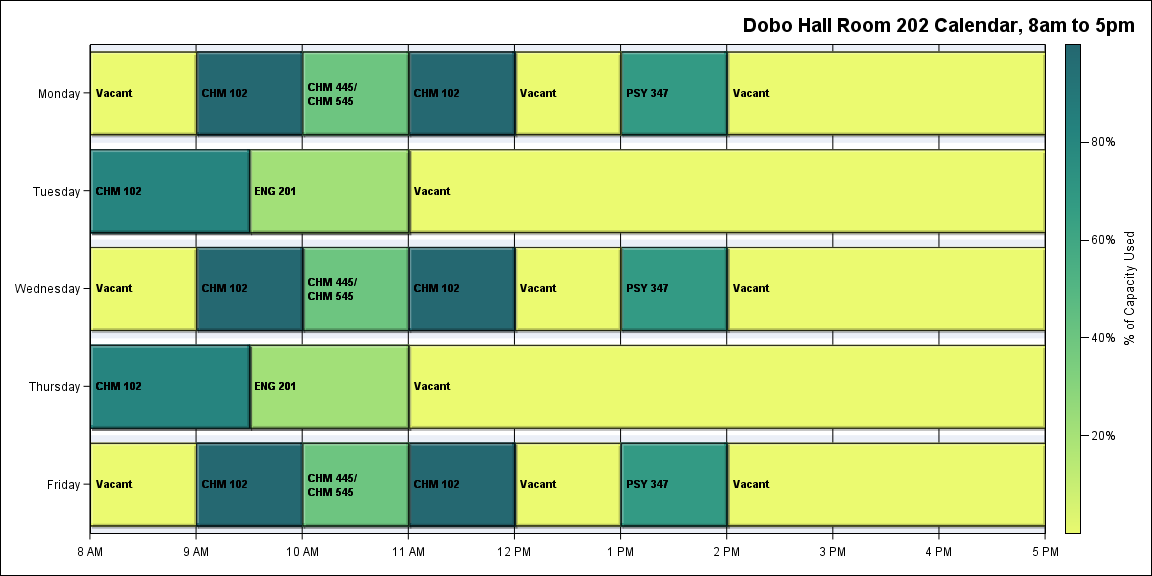 Dobo Hall Room 202 Calendar, 8am to 5pm
Monday
Vacant
CHM 102
CHM 445/
CHM 545
CHM 102
Vacant
PSY 347
Vacant
Tuesday
CHM 102
ENG 201
Vacant
Wednesday
Vacant
CHM 102
CHM 445/
CHM 545
CHM 102
Vacant
PSY 347
Vacant
Thursday
CHM 102
ENG 201
Vacant
Friday
Vacant
CHM 102
CHM 445/
CHM 545
CHM 102
Vacant
PSY 347
Vacant
8 AM
9 AM
10 AM
11 AM
12 PM
1 PM
2 PM
3 PM
4 PM
5 PM
80%
60%
40%
20%
% of Capacity Used